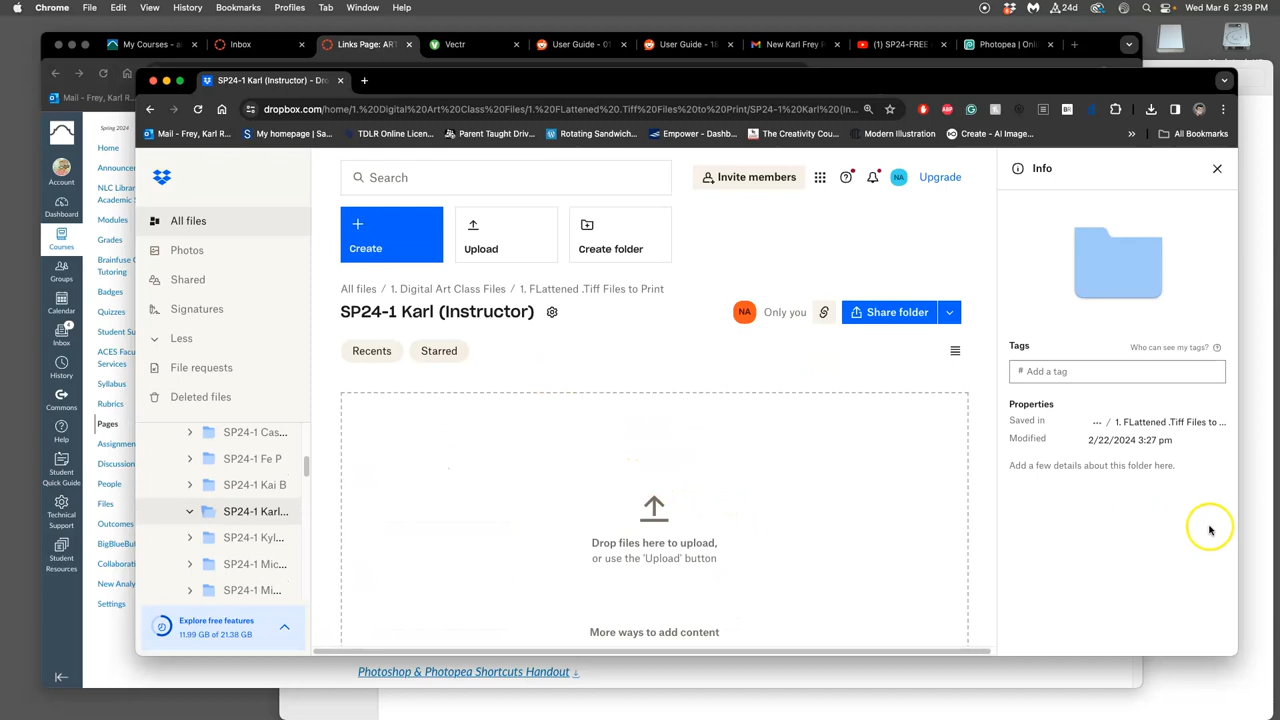 Chrome File Edit View History Bookmarks Profiles Tab Window Help 24d Wed Mar 6 2:39 PM
My Courses - a Inbox Links Page: ART Vectr User Guide - 01 User Guide - 18 New Karl Frey P (1) SP24-FREE Photopea | Onl
SP24-1 Karl (Instructor) - Dro
dropbox.com/home/1.%20Digital%20Art%20Class%20Files/1.%20FLattened%20.Tiff%20Files%20to%20Print/SP24-1%20Karl%20(In...
Mail - Frey, Karl R
Mail - Frey, Karl R... My homepage | Sa... TDLR Online Licen... Parent Taught Driv... Rotating Sandwich... Empower - Dashb... The Creativity Cou... Modern Illustration Create - AI Image... » All Bookmarks
Account
Dashboard
Courses
Groups
Calendar
4
Inbox
History
Commons
Help
Student
Quick Guide
Technical
Support
Student
Resources
Spring 2024
Home
Announce
NLC Librar
Academic S
Modules
Grades
Brainfuse O
Tutoring
Badges
Quizzes
Student Su
ACES Facu
Services
Syllabus
Rubrics
Pages
Assignmen
Discussion
People
Files
Outcomes
BigBlueBut
Collaborati
New Analy
Settings
All files
Photos
Shared
Signatures
Less
File requests
Deleted files
SP24-1 Cas...
SP24-1 Fe P
SP24-1 Kai B
SP24-1 Karl...
SP24-1 Kyl...
SP24-1 Mic...
SP24-1 Mi...
Explore free features
11.99 GB of 21.38 GB
Search
Invite members NA Upgrade
Create
Upload
Create folder
All files / 1. Digital Art Class Files / 1. FLattened .Tiff Files to Print
SP24-1 Karl (Instructor)
NA Only you Share folder
Recents Starred
Drop files here to upload,
or use the 'Upload' button
More ways to add content
Info
Tags Who can see my tags?
# Add a tag
Properties
Saved in ... / 1. FLattened .Tiff Files to ...
Modified 2/22/2024 3:27 pm
Add a few details about this folder here.
Photoshop & Photopea Shortcuts Handout